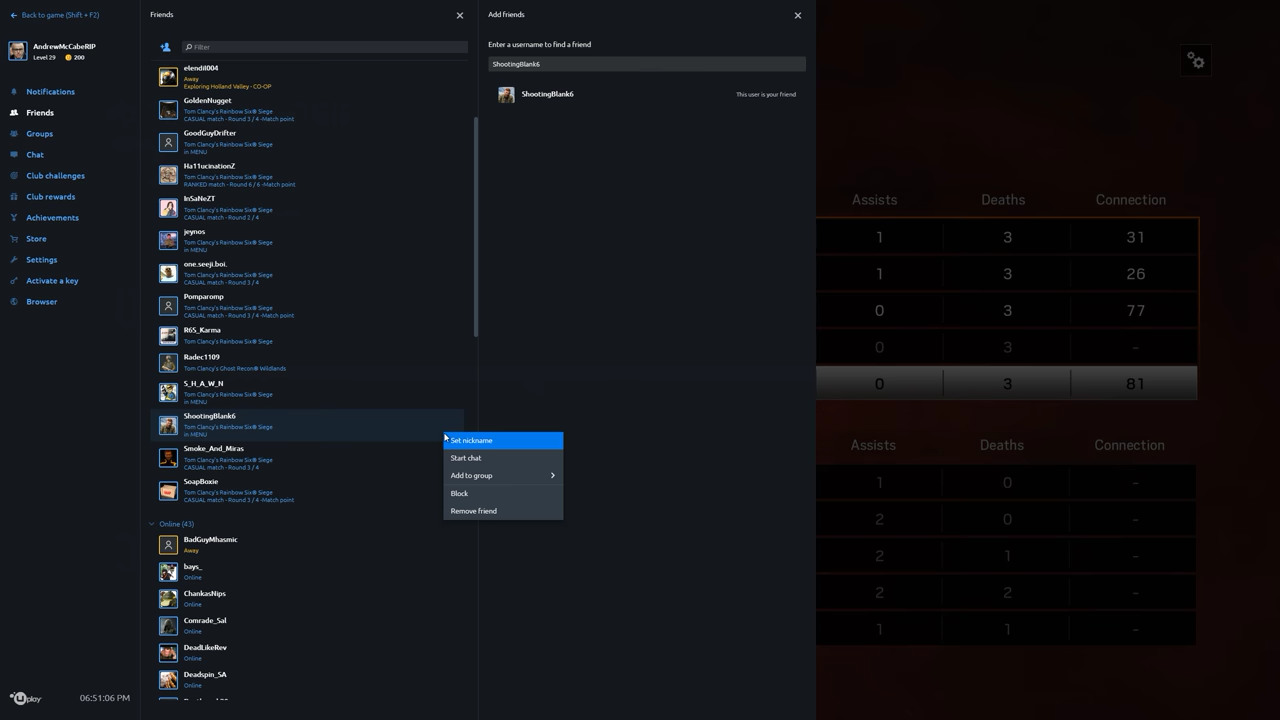 Back to game (Shift + F2)
AndrewMcCabeRIP
Level 29 200
Notifications
Friends
Groups
Chat
Club challenges
Club rewards
Achievements
Store
Settings
Activate a key
Browser
uplay
06:51:06 PM
Friends
Filter
elendil004
Away
Exploring Holland Valley - CO-OP
GoldenNugget
Tom Clancy's Rainbow Six® Siege
CASUAL match - Round 3 / 4 -Match point
GoodGuyDrifter
Tom Clancy's Rainbow Six® Siege
in MENU
Ha11ucinationZ
Tom Clancy's Rainbow Six® Siege
RANKED match - Round 6 / 6 -Match point
InSaNeZT
Tom Clancy's Rainbow Six® Siege
CASUAL match - Round 2 / 4
jeynos
Tom Clancy's Rainbow Six® Siege
in MENU
one.seeji.boi.
Tom Clancy's Rainbow Six® Siege
CASUAL match - Round 3 / 4
Pomparomp
Tom Clancy's Rainbow Six® Siege
CASUAL match - Round 3 / 4 -Match point
R6S_Karma
Tom Clancy's Rainbow Six® Siege
Radec1109
Tom Clancy's Ghost Recon® Wildlands
S_H_A_W_N
Tom Clancy's Rainbow Six® Siege
in MENU
ShootingBlank6
Tom Clancy's Rainbow Six® Siege
in MENU
Smoke_And_Miras
Tom Clancy's Rainbow Six® Siege
CASUAL match - Round 3 / 4
SoapBoxie
Tom Clancy's Rainbow Six® Siege
CASUAL match - Round 3 / 4 -Match point
Online (43)
BadGuyMhasmic
Away
bays_
Online
ChankasNips
Online
Comrade_Sal
Online
DeadLikeRev
Online
Deadspin_SA
Online
Set nickname
Start chat
Add to group
Block
Remove friend
Add friends
Enter a username to find a friend
ShootingBlank6
ShootingBlank6 This user is your friend
Assists Deaths Connection
1 3 31
1 3 26
0 3 77
0 3 -
0 3 81
Assists Deaths Connection
1 0 -
2 0 -
2 1 -
2 2 -
1 1 -